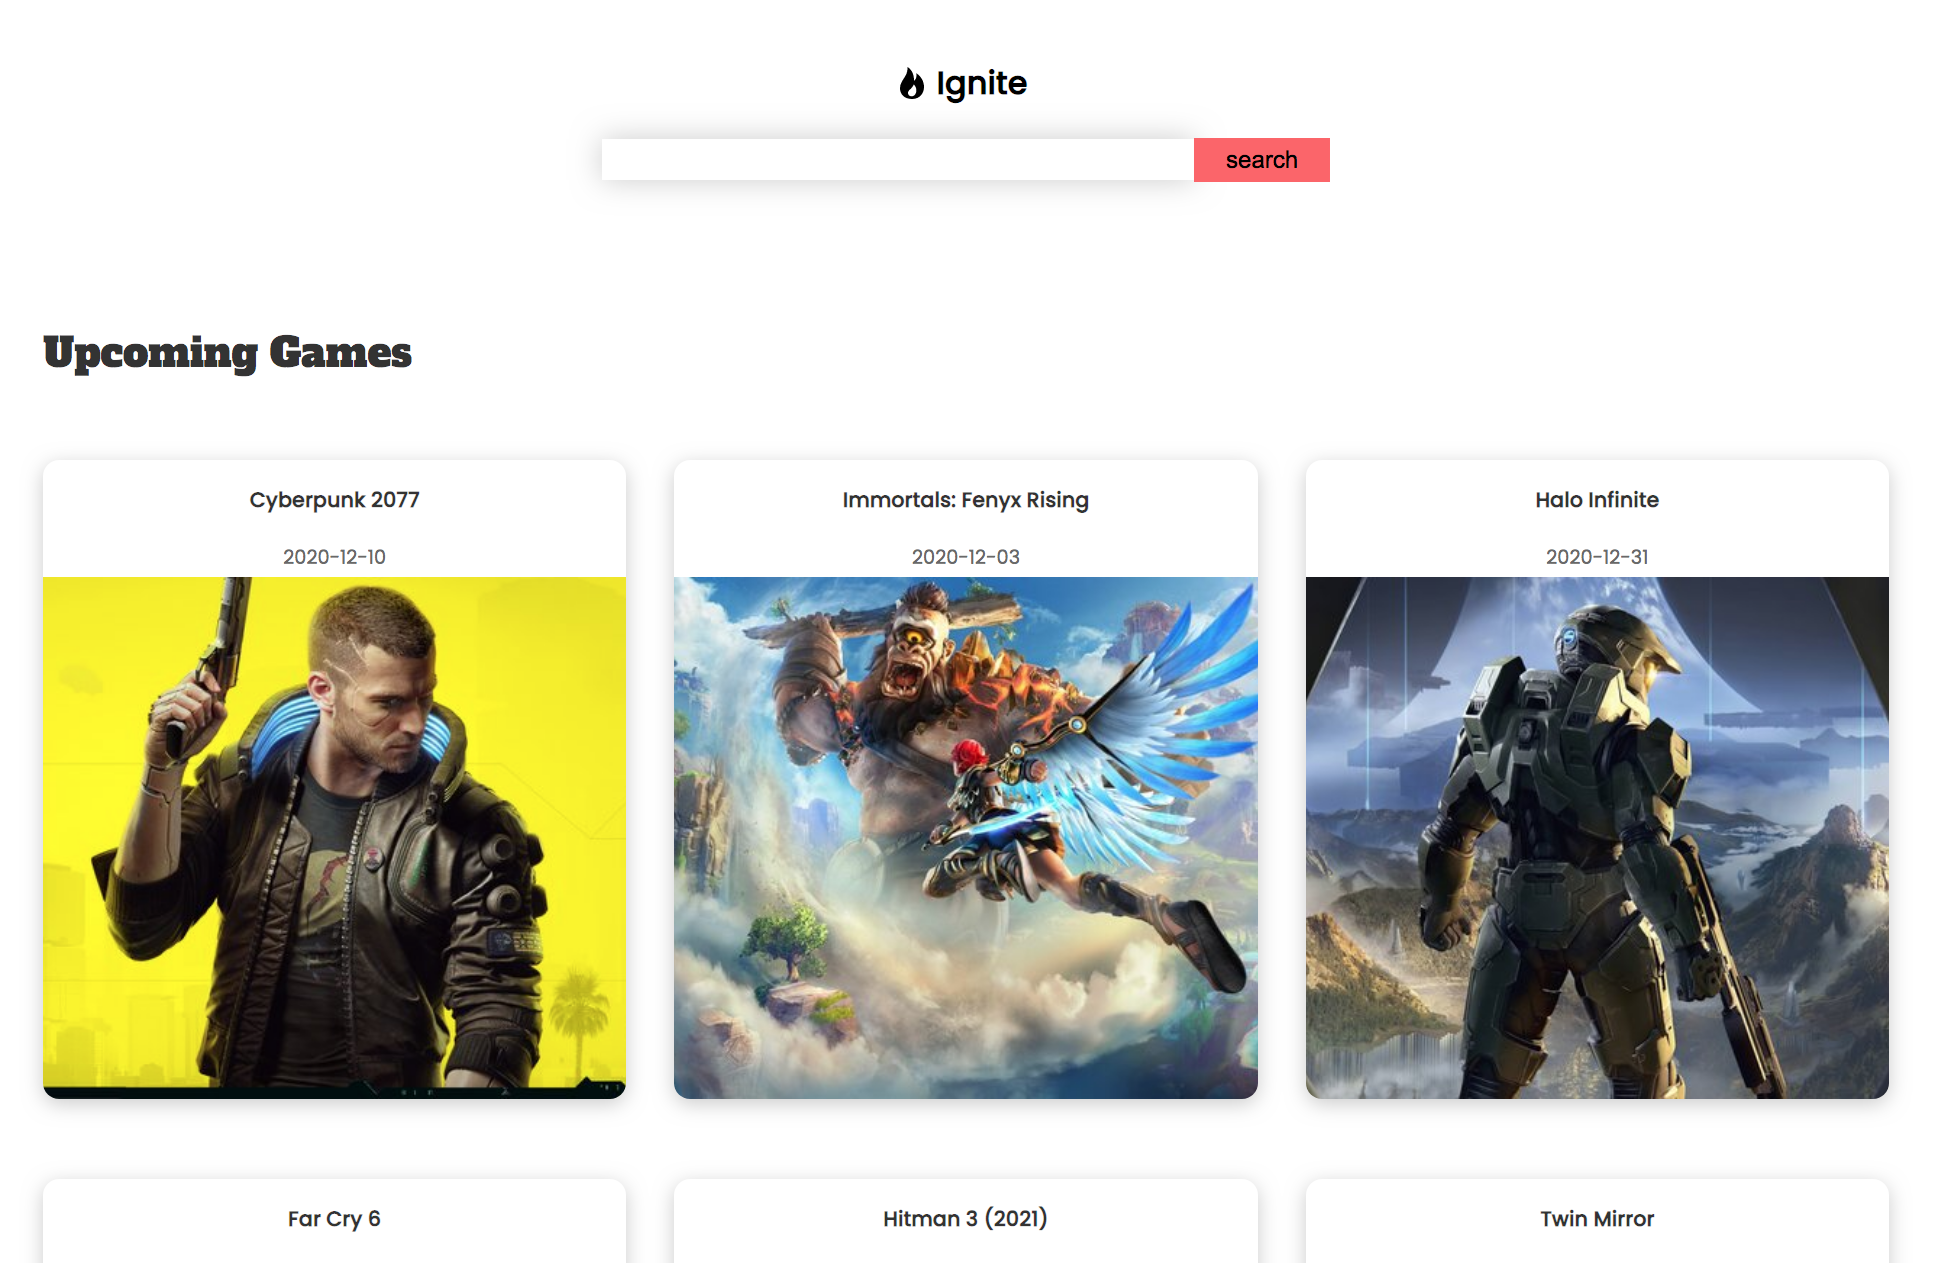 Ignite
search
Upcoming Games
Cyberpunk 2077
2020-12-10
Immortals: Fenyx Rising
2020-12-03
Halo Infinite
2020-12-31
Far Cry 6
Hitman 3 (2021)
Twin Mirror